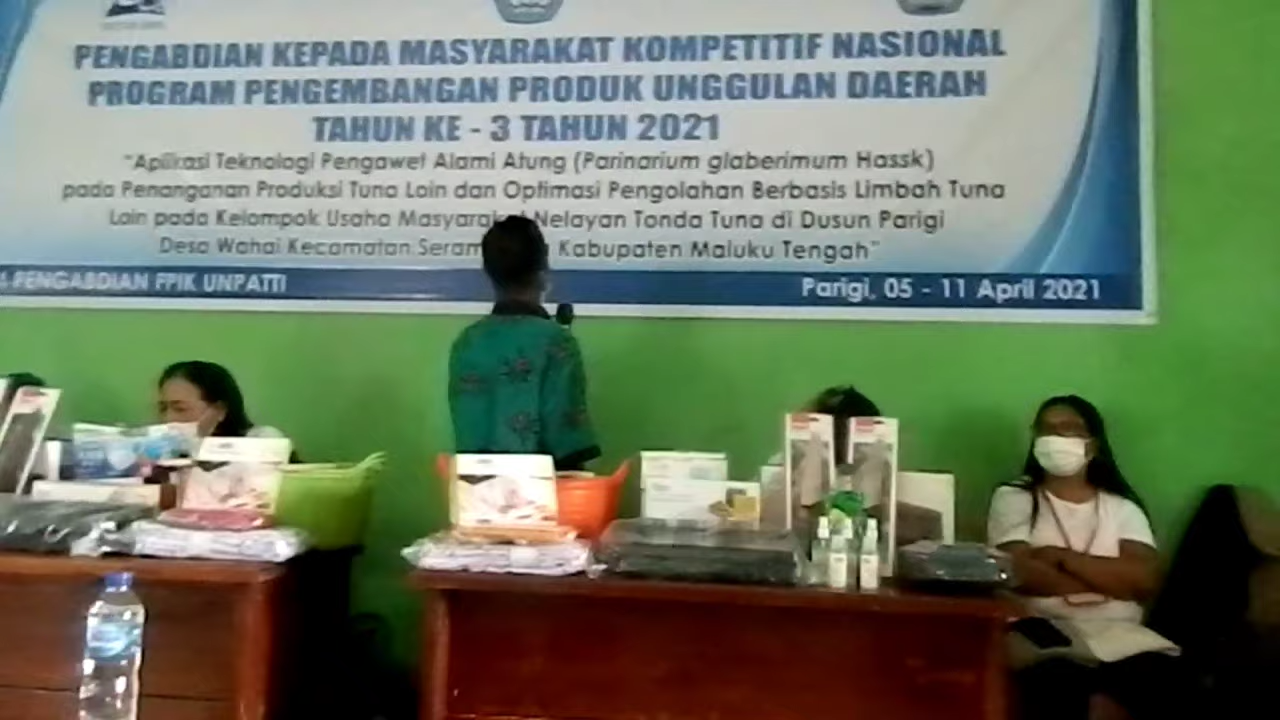 PENGABDIAN KEPADA MASYARAKAT KOMPETITIF NASIONAL
PROGRAM PENGEMBANGAN PRODUK UNGGULAN DAERAH
TAHUN KE - 3 TAHUN 2021
"Aplikasi Teknologi Pengawet Alami Atung (Parinarium glaberimum Hassk)
pada Penanganan Produksi Tuna Loin dan Optimasi Pengolahan Berbasis Limbah Tuna
Loin pada Kelompok Usaha Masyarakat Nelayan Tonda Tuna di Dusun Parigi
Desa Wahai Kecamatan Seram Kabupaten Maluku Tengah"
PENGABDIAN FPIK UNPATTI
Parigi, 05 - 11 April 2021